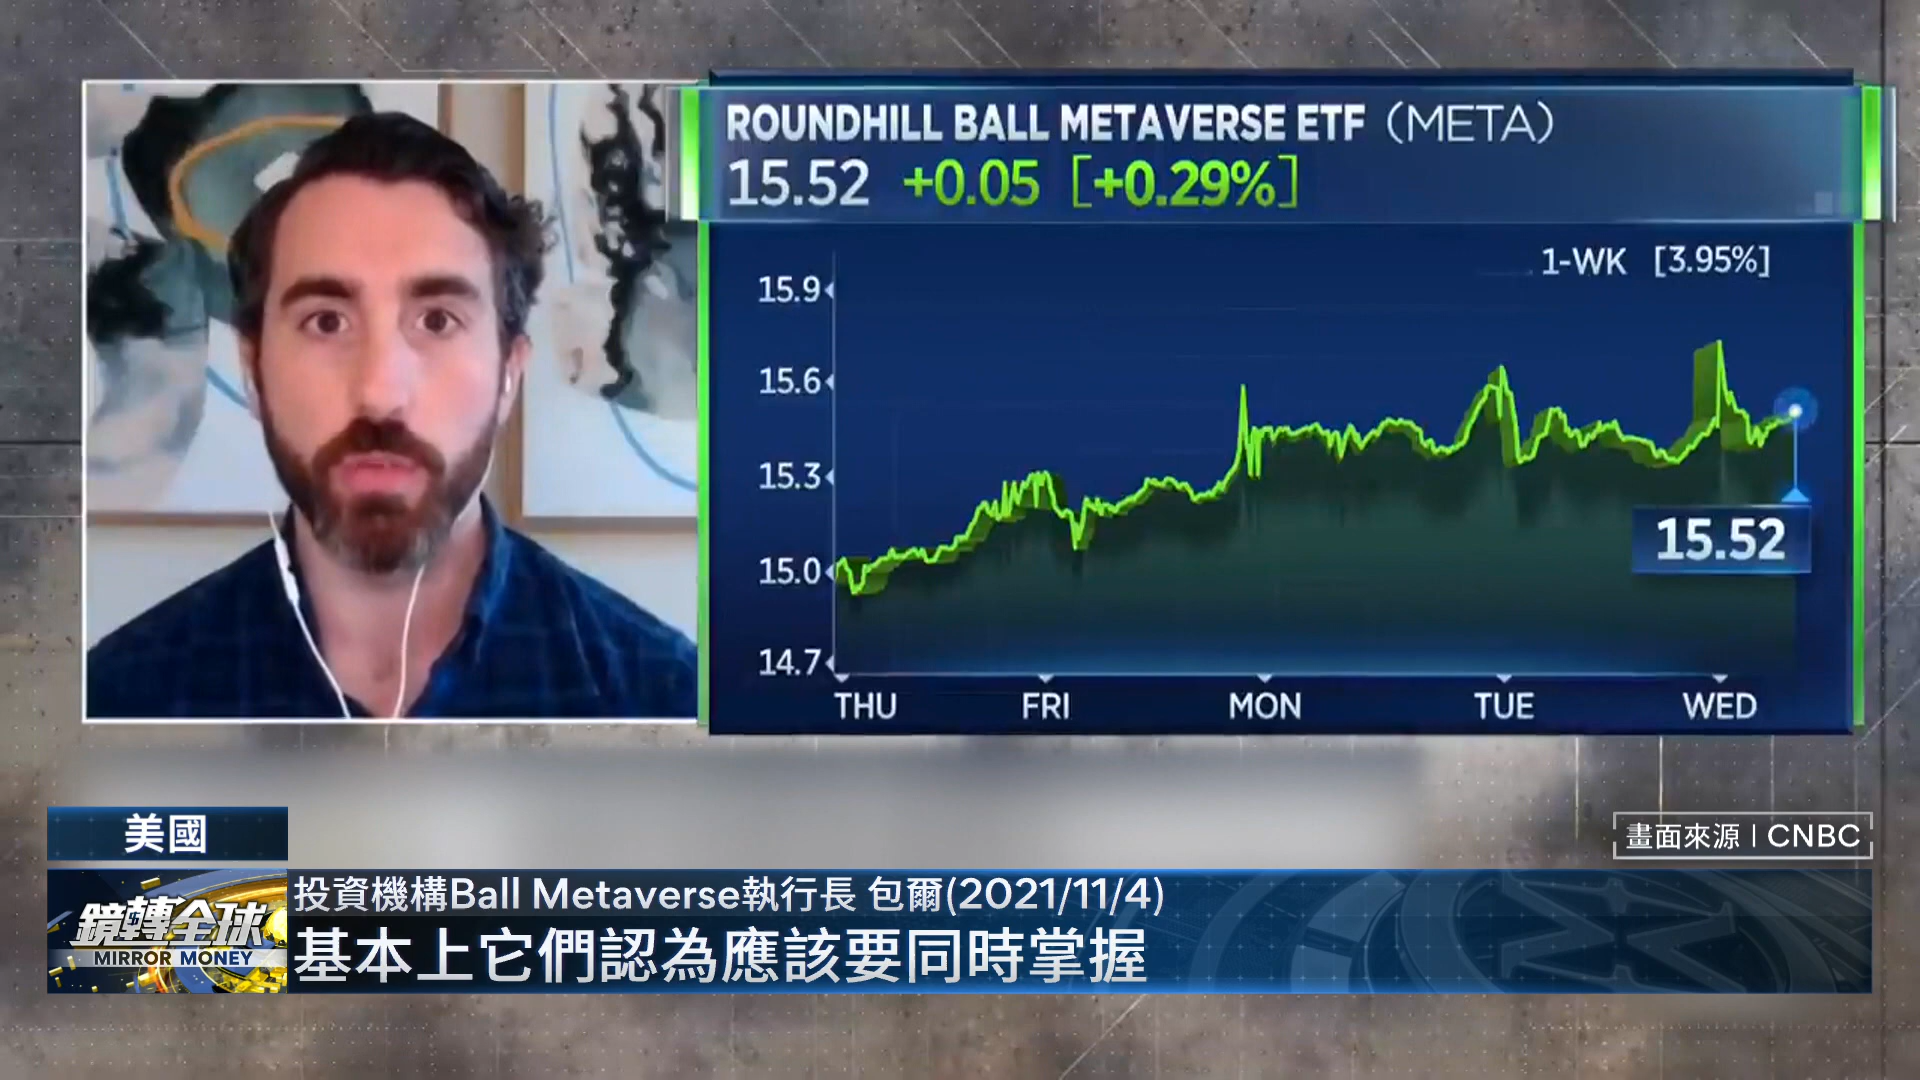 ROUNDHILL BALL METAVERSE ETF (META)
15.52 +0.05 [+0.29%]
1-WK [3.95%]
15.9
15.6
15.3
15.0
14.7
15.52
THU FRI MON TUE WED
美國
畫面來源 | CNBC
投資機構Ball Metaverse執行長 包爾(2021/11/4)
鏡轉全球
MIRROR MONEY
基本上它們認為應該要同時掌握